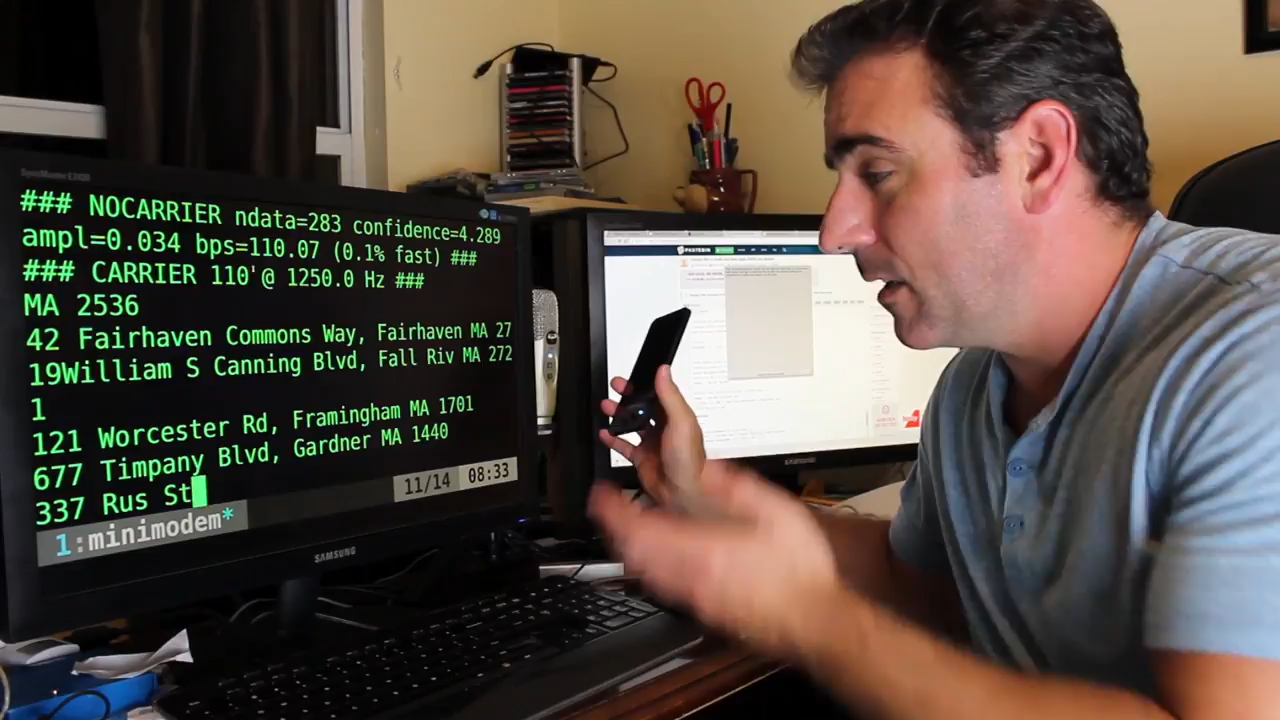 SyncMaster E2420
### NOCARRIER ndata=283 confidence=4.289
ampl=0.034 bps=110.07 (0.1% fast) ###
### CARRIER 110 @ 1250.0 Hz ###
MA 2536
42 Fairhaven Commons Way, Fairhaven MA 27
19William S Canning Blvd, Fall Riv MA 272
1
121 Worcester Rd, Framingham MA 1701
677 Timpany Blvd, Gardner MA 1440
337 Rus St
11/14 08:33
1:minimodem*
SAMSUNG
PASTEBIN
SAMSUNG